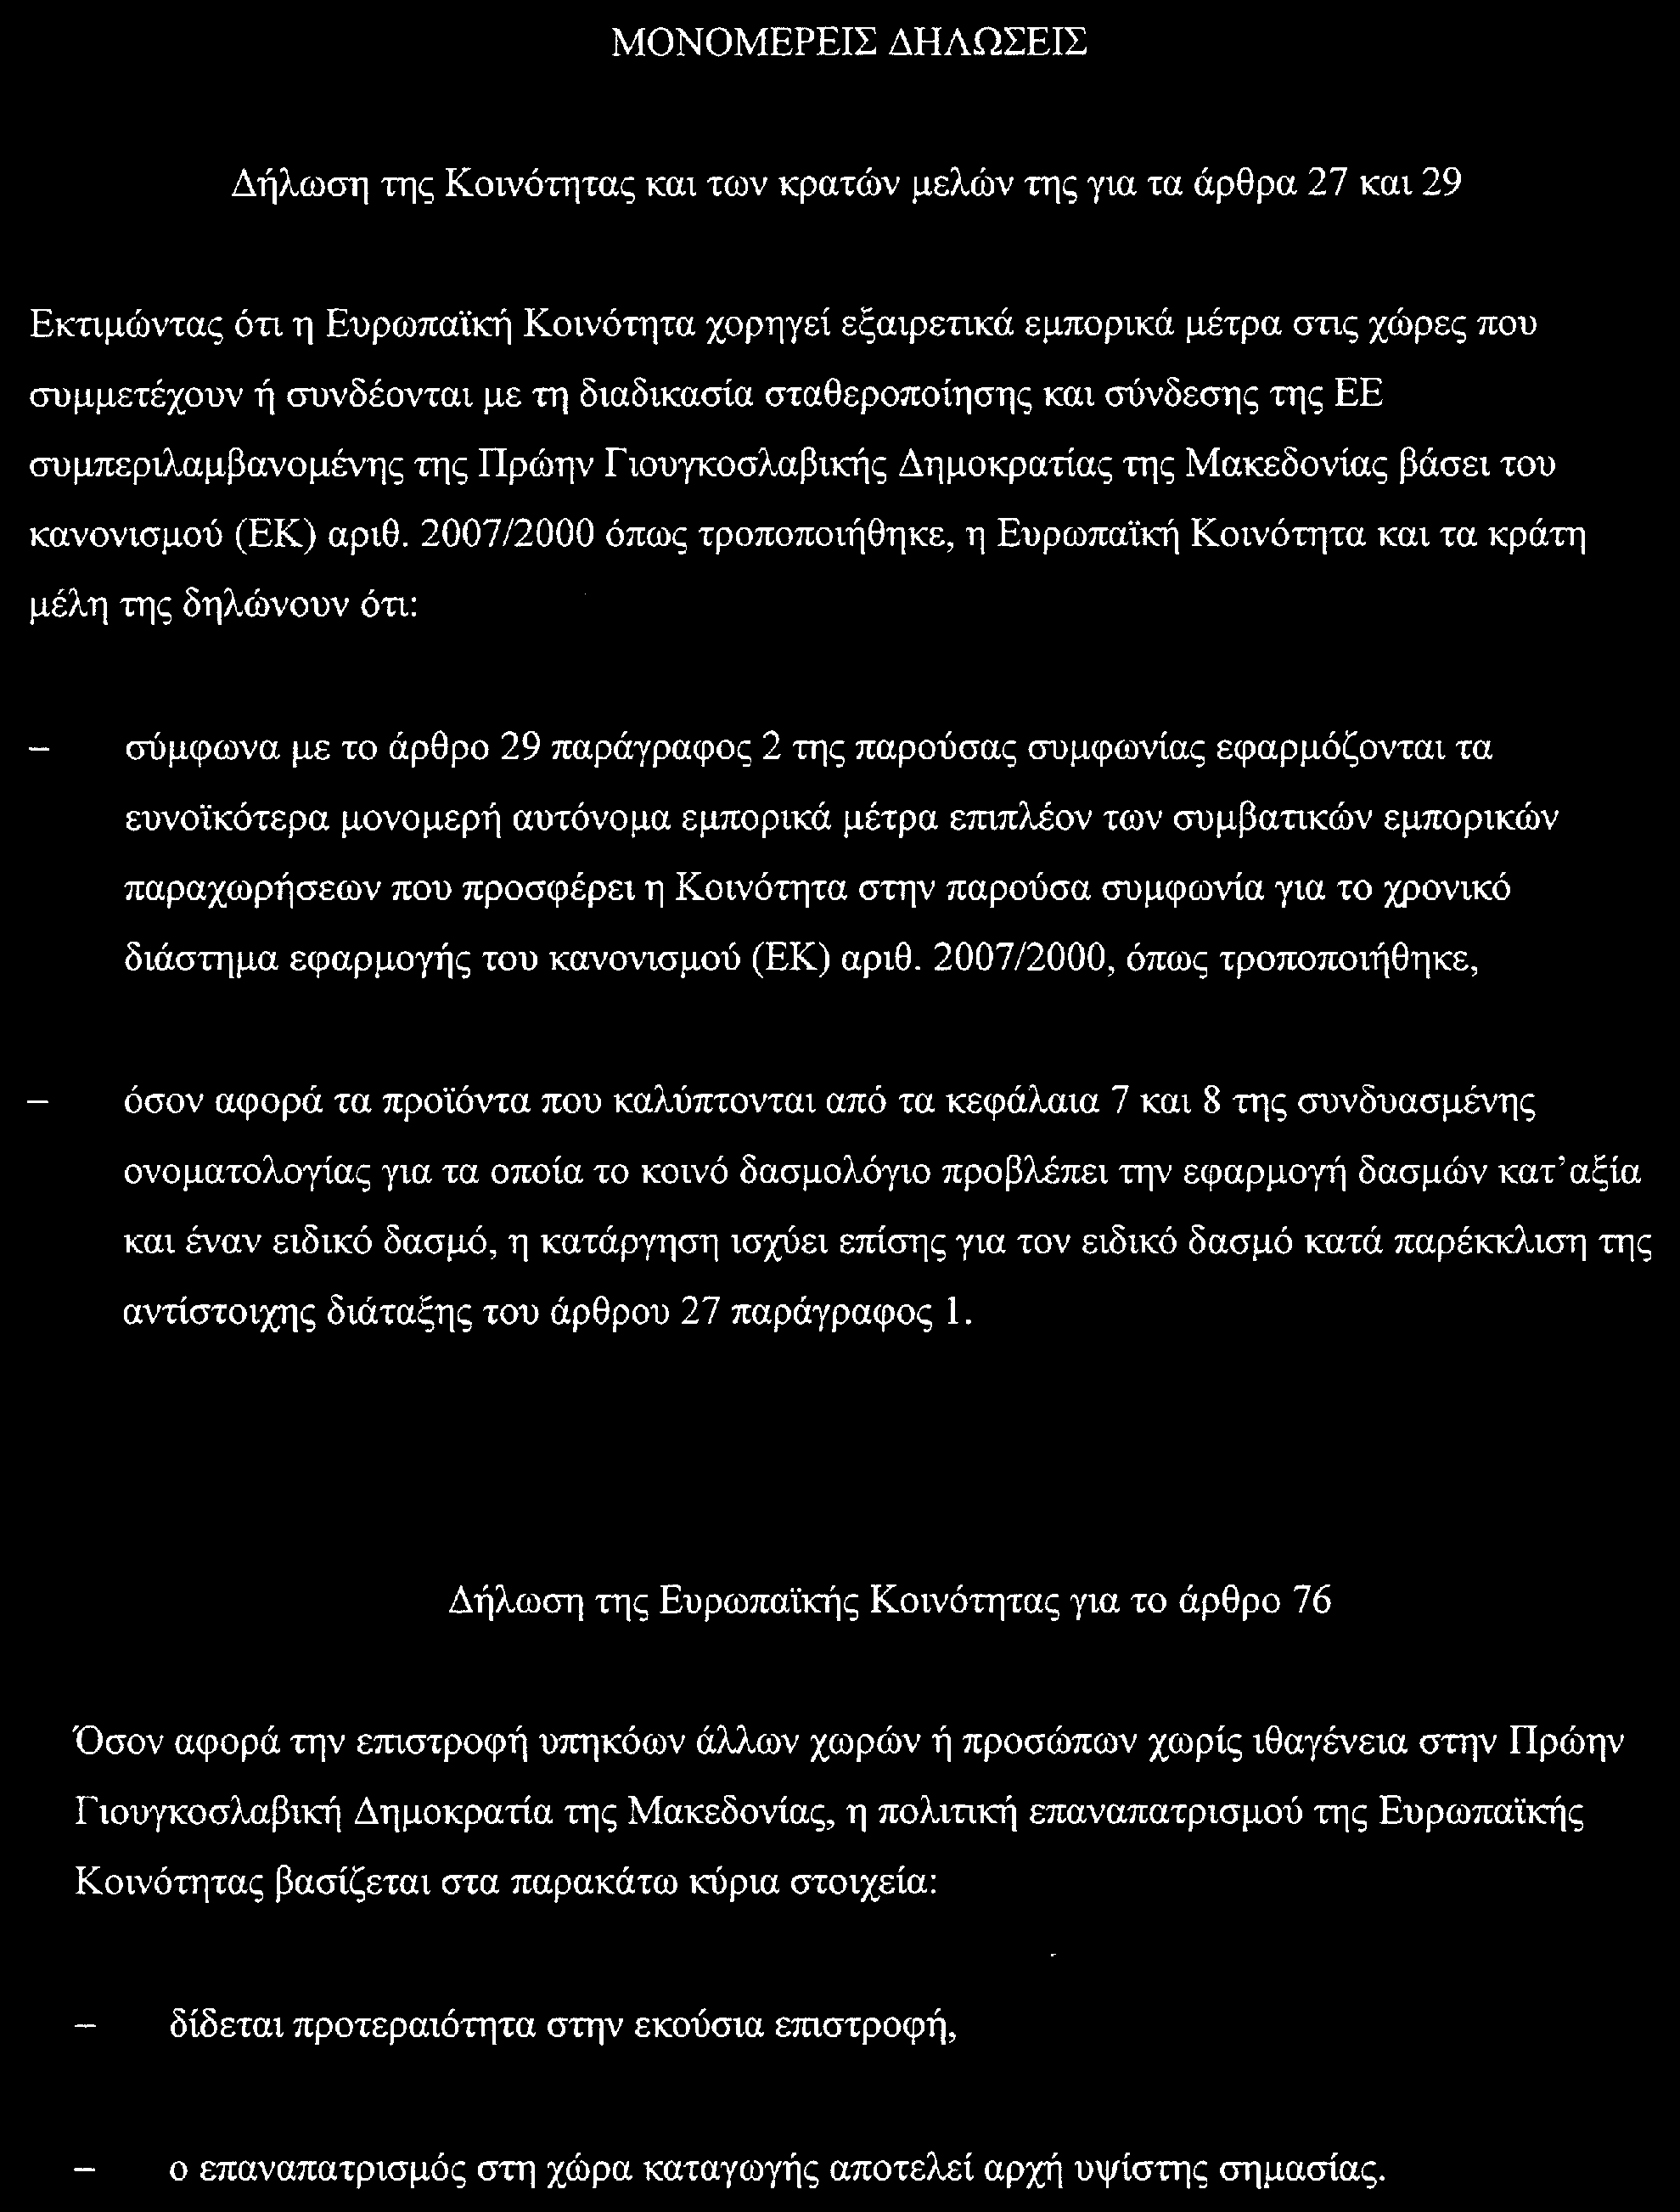 ΜΟΝΟΜΕΡΕΙΣ ΔΗΛΩΣΕΙΣ
Δήλωση της Κοινότητας και των κρατών μελών της για τα άρθρα 27 και 29
Εκτιμώντας ότι η Ευρωπαϊκή Κοινότητα χορηγεί εξαιρετικά εμπορικά μέτρα στις χώρες που
συμμετέχουν ή συνδέονται με τη διαδικασία σταθεροποίησης και σύνδεσης της ΕΕ
συμπεριλαμβανομένης της Πρώην Γιουγκοσλαβικής Δημοκρατίας της Μακεδονίας βάσει του
κανονισμού (ΕΚ) αριθ. 2007/2000 όπως τροποποιήθηκε, η Ευρωπαϊκή Κοινότητα και τα κράτη
μέλη της δηλώνουν ότι:
– σύμφωνα με το άρθρο 29 παράγραφος 2 της παρούσας συμφωνίας εφαρμόζονται τα
ευνοϊκότερα μονομερή αυτόνομα εμπορικά μέτρα επιπλέον των συμβατικών εμπορικών
παραχωρήσεων που προσφέρει η Κοινότητα στην παρούσα συμφωνία για το χρονικό
διάστημα εφαρμογής του κανονισμού (ΕΚ) αριθ. 2007/2000, όπως τροποποιήθηκε,
– όσον αφορά τα προϊόντα που καλύπτονται από τα κεφάλαια 7 και 8 της συνδυασμένης
ονοματολογίας για τα οποία το κοινό δασμολόγιο προβλέπει την εφαρμογή δασμών κατ’αξία
και έναν ειδικό δασμό, η κατάργηση ισχύει επίσης για τον ειδικό δασμό κατά παρέκκλιση της
αντίστοιχης διάταξης του άρθρου 27 παράγραφος 1.
Δήλωση της Ευρωπαϊκής Κοινότητας για το άρθρο 76
Όσον αφορά την επιστροφή υπηκόων άλλων χωρών ή προσώπων χωρίς ιθαγένεια στην Πρώην
Γιουγκοσλαβική Δημοκρατία της Μακεδονίας, η πολιτική επαναπατρισμού της Ευρωπαϊκής
Κοινότητας βασίζεται στα παρακάτω κύρια στοιχεία:
– δίδεται προτεραιότητα στην εκούσια επιστροφή,
– ο επαναπατρισμός στη χώρα καταγωγής αποτελεί αρχή υψίστης σημασίας.